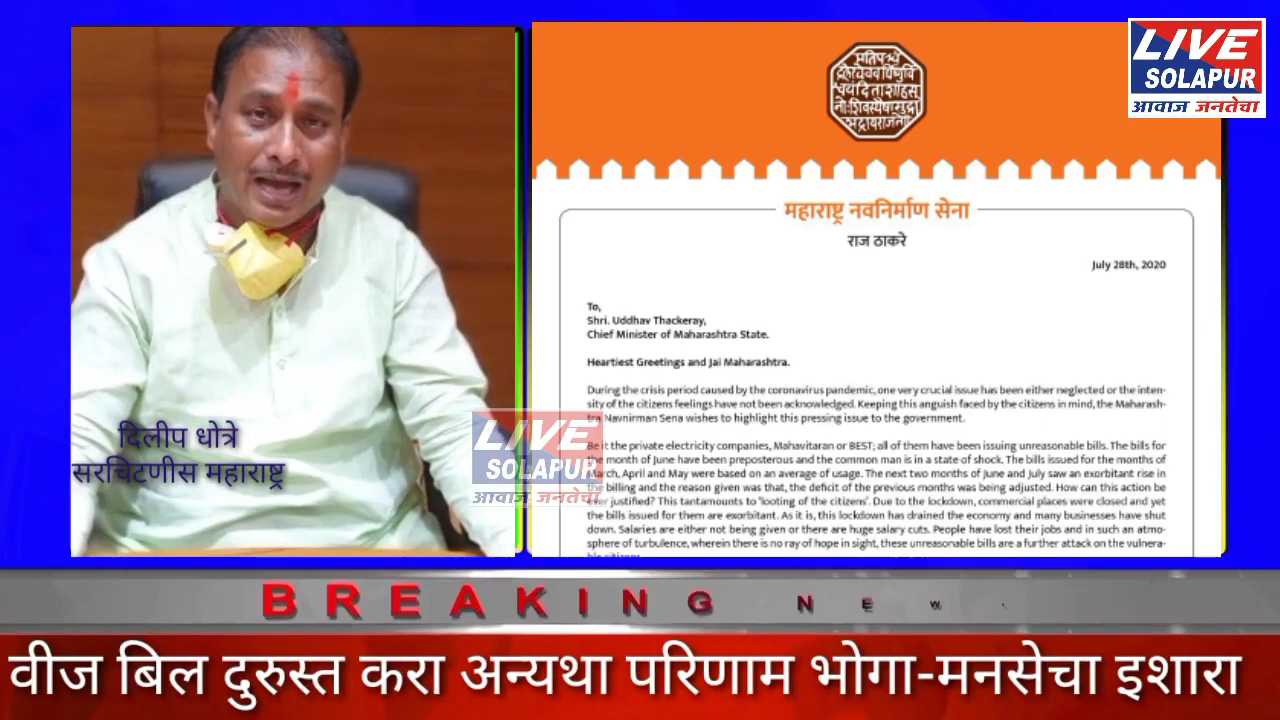 LIVE
SOLAPUR
आवाज जनतेचा
महाराष्ट्र नवनिर्माण सेना
राज ठाकरे
July 28th, 2020
To,
Shri. Uddhav Thackeray,
Chief Minister of Maharashtra State.
Heartiest Greetings and Jai Maharashtra.
During the crisis period caused by the coronavirus pandemic, one very crucial issue has been either neglected or the inten-
sity of the citizens feelings have not been acknowledged. Keeping this anguish faced by the citizens in mind, the Maharash-
tra Navnirman Sena wishes to highlight this pressing issue to the government.
Be it the private electricity companies, Mahavitaran or BEST; all of them have been issuing unreasonable bills. The bills for
the month of June have been preposterous and the common man is in a state of shock. The bills issued for the months of
March, April and May were based on an average of usage. The next two months of June and July saw an exorbitant rise in
the billing and the reason given was that, the deficit of the previous months was being adjusted. How can this action be
ever justified? This tantamounts to 'looting of the citizens'. Due to the lockdown, commercial places were closed and yet
the bills issued for them are exorbitant. As it is, this lockdown has drained the economy and many businesses have shut
down. Salaries are either not being given or there are huge salary cuts. People have lost their jobs and in such an atmo-
sphere of turbulence, wherein there is no ray of hope in sight, these unreasonable bills are a further attack on the vulnera-
ble citizens.
दिलीप धोत्रे
सरचिटणीस महाराष्ट्र
LIVE
SOLAPUR
आवाज जनतेचा
BREAKING NEW
वीज बिल दुरुस्त करा अन्यथा परिणाम भोगा-मनसेचा इशारा